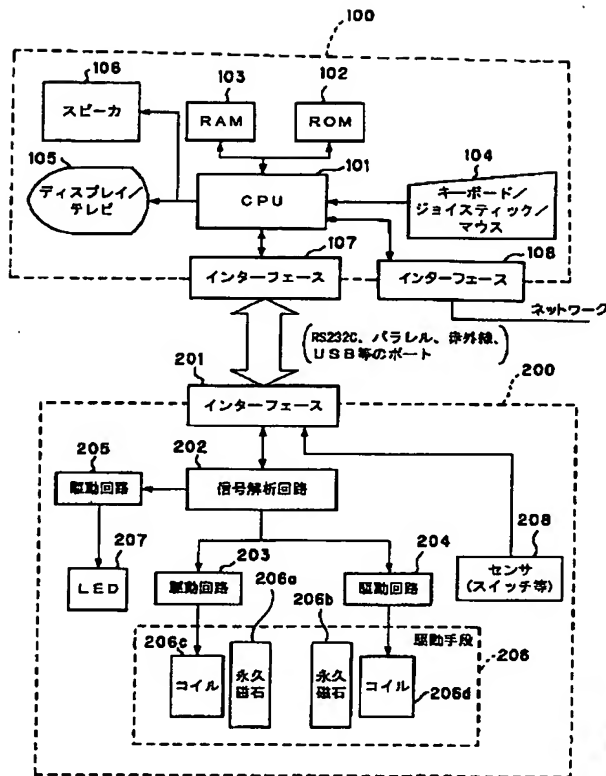 100
106
スピーカ
103
RAM
102
ROM
105
ディスプレイ/
テレビ
101
CPU
104
キーボード/
ジョイスティック/
マウス
107
インターフェース
108
インターフェース
ネットワーク
(RS232C、パラレル、赤外線、
USB等のポート)
200
201
インターフェース
202
信号解析回路
205
駆動回路
207
LED
203
駆動回路
204
駆動回路
208
センサ
(スイッチ等)
206a
206b
駆動手段
206
206c
コイル
永久
磁石
永久
磁石
コイル
206d